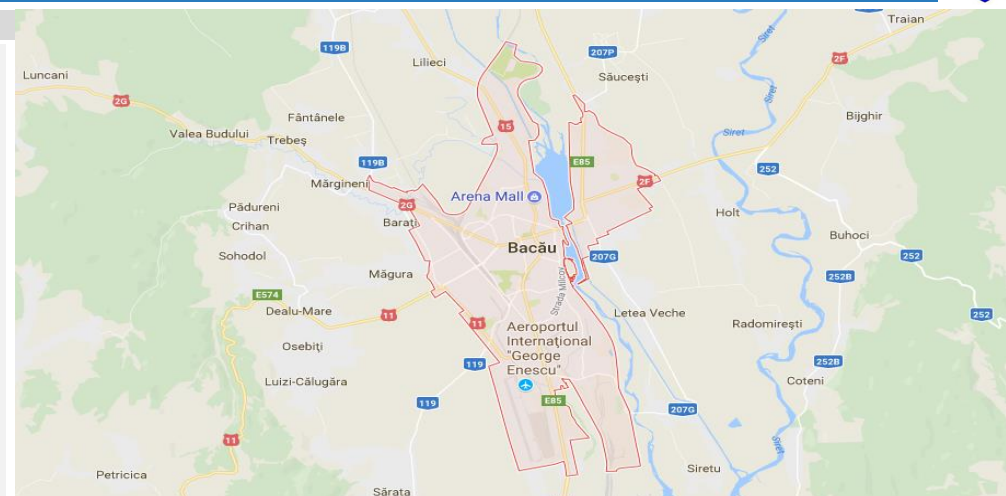 Traian
119B
207P
2F
Siret
Lilieci
Luncani
Săucești
2G
Siret
Fântânele
Bijghir
15
Valea Budului
Trebeș
Siret
119B
E85
252
Mărgineni
2F
Arena Mall
2G
Pădureni
Holt
Crihan
Barați
Buhoci
Bacău
Sohodol
207G
252
Măgura
252B
Strada Milcov
E574
Dealu-Mare
11
Letea Veche
252
11
Radomirești
Aeroportul
Internațional
"George
Enescu"
Osebiți
119
252B
Luizi-Călugăra
Coteni
119
E85
207G
11
Siretu
Petricica
Siret
Sărata